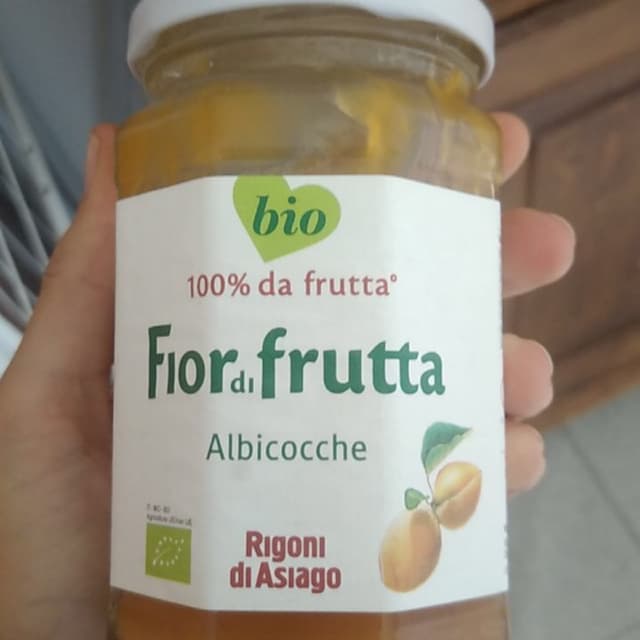 bio
100% da frutta°
Fior di frutta
Albicocche
Rigoni
di Asiago